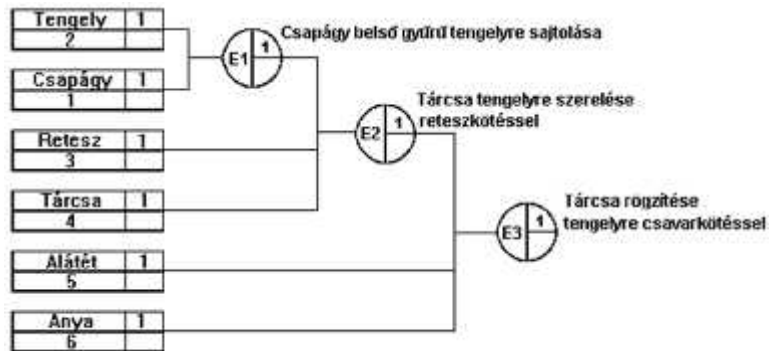 Tengely 1
2
Csapágy 1
1
Retesz 1
3
Tárcsa 1
4
Alátét 1
5
Anya 1
6
E1 1
Csapágy belső gyűrű tengelyre sajtolása
E2 1
Tárcsa tengelyre szerelése
reteszkötéssel
E3 1
Tárcsa rögzítése
tengelyre csavarkötéssel